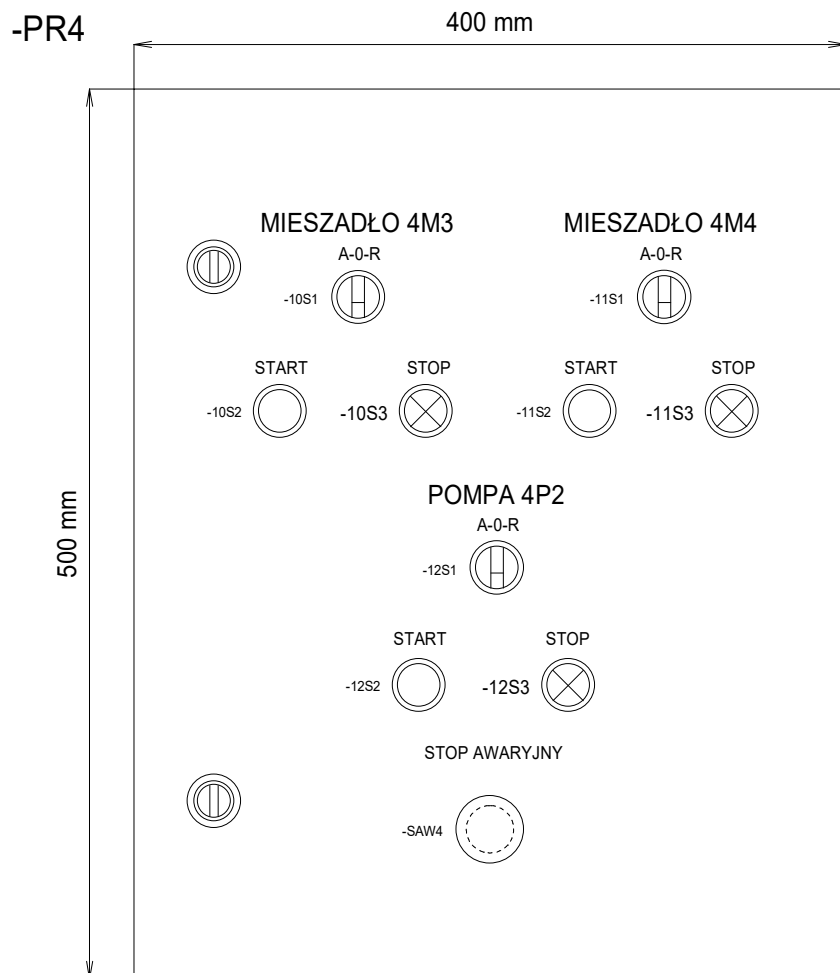 -PR4
400 mm
500 mm
MIESZADŁO 4M3
MIESZADŁO 4M4
A-0-R
A-0-R
-10S1
-11S1
START
STOP
START
STOP
-10S2
-10S3
-11S2
-11S3
POMPA 4P2
A-0-R
-12S1
START
STOP
-12S2
-12S3
STOP AWARYJNY
-SAW4